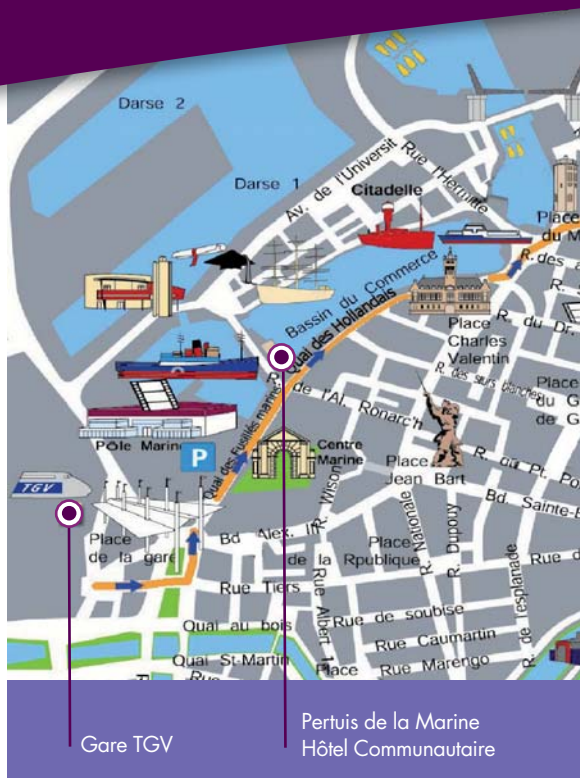 Darse 2
Darse 1
Av. de l'Universit
Rue l'Hermitte
Citadelle
Place
du M
R. des
R.
R. du Dr.
Bassin du Commerce
Quai des Hollandais
Place
Charles
Valentin
R. des sœurs blanches
Place
du G
de G
de l'Al. Ronarc'h
Quai des Fusiliés marins
Pôle Marine
P
Centre
Marine
TGV
R. Wilson
Place
Jean Bart
R. du Pt. Po
Bd. Sainte-
Place
de la gare
Bd Alex. III
de la Rpublique
Place
R. Nationale
R. Dupouy
R. de l'esplanade
Rue d
Rue Tiers
Rue Albert 1
Quai au bois
Rue de soubise
Rue Caumartin
Quai St-Martin
Place
Rue Marengo
Rue
Gare TGV
Pertuis de la Marine
Hôtel Communautaire